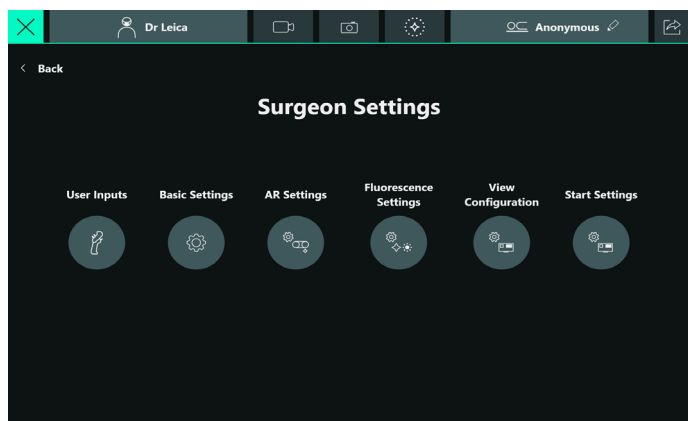 Dr Leica
Anonymous
Back
Surgeon Settings
User Inputs
Basic Settings
AR Settings
Fluorescence
Settings
View
Configuration
Start Settings